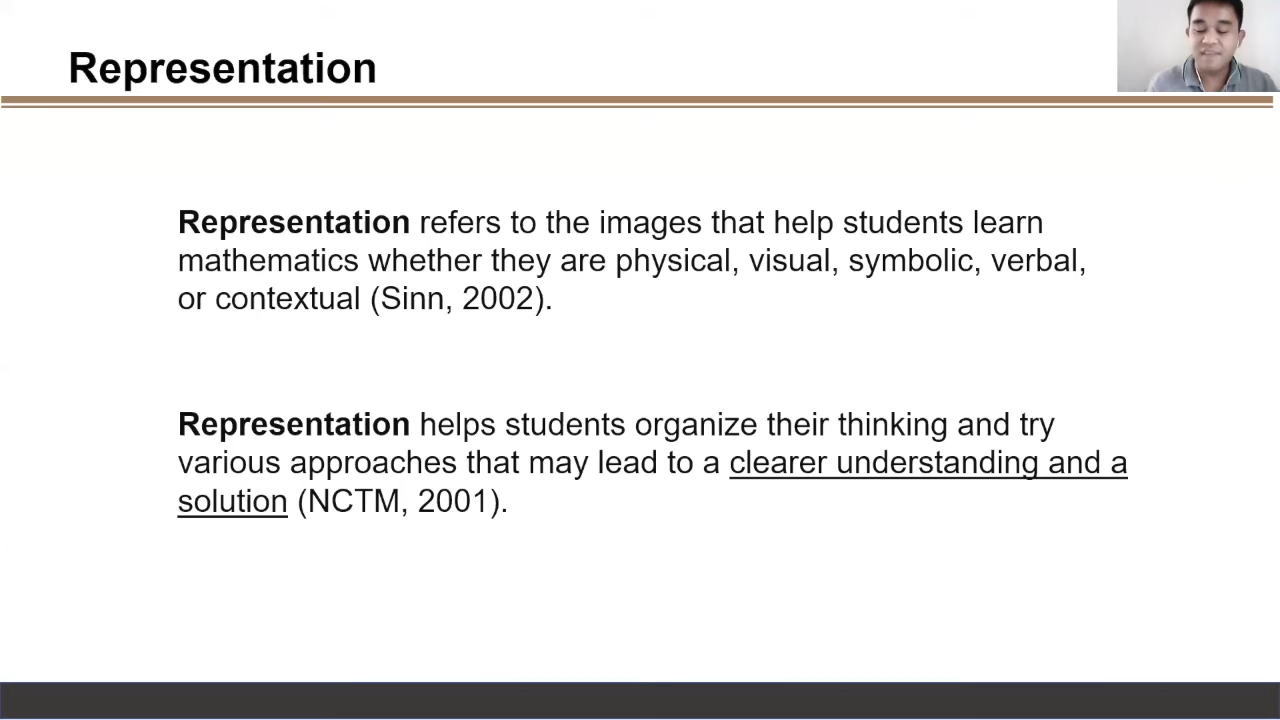 Representation
Representation refers to the images that help students learn
mathematics whether they are physical, visual, symbolic, verbal,
or contextual (Sinn, 2002).
Representation helps students organize their thinking and try
various approaches that may lead to a clearer understanding and a
solution (NCTM, 2001).